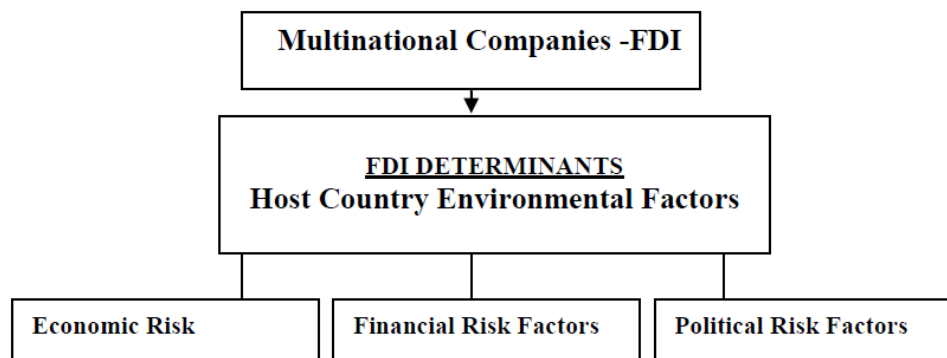 Multinational Companies -FDI
FDI DETERMINANTS
Host Country Environmental Factors
Economic Risk
Financial Risk Factors
Political Risk Factors